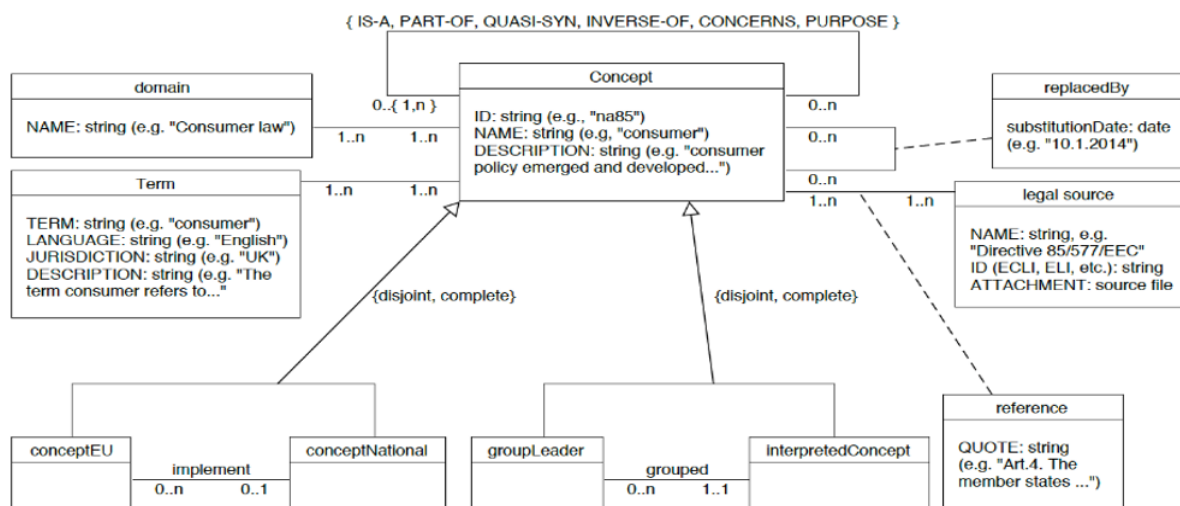 { IS-A, PART-OF, QUASI-SYN, INVERSE-OF, CONCERNS, PURPOSE }
domain
NAME: string (e.g. "Consumer law")
1..n
1..n
0..{ 1,n }
Concept
ID: string (e.g., "na85")
NAME: string (e.g, "consumer")
DESCRIPTION: string (e.g. "consumer
policy emerged and developed...")
0..n
0..n
0..n
replacedBy
substitutionDate: date
(e.g. "10.1.2014")
Term
TERM: string (e.g. "consumer")
LANGUAGE: string (e.g. "English")
JURISDICTION: string (e.g. "UK")
DESCRIPTION: string (e.g. "The
term consumer refers to..."
1..n
1..n
1..n
1..n
legal source
NAME: string, e.g.
"Directive 85/577/EEC"
ID (ECLI, ELI, etc.): string
ATTACHMENT: source file
{disjoint, complete}
{disjoint, complete}
conceptEU
implement
0..n
0..1
conceptNational
groupLeader
grouped
0..n
1..1
interpretedConcept
reference
QUOTE: string
(e.g. "Art.4. The
member states ...")